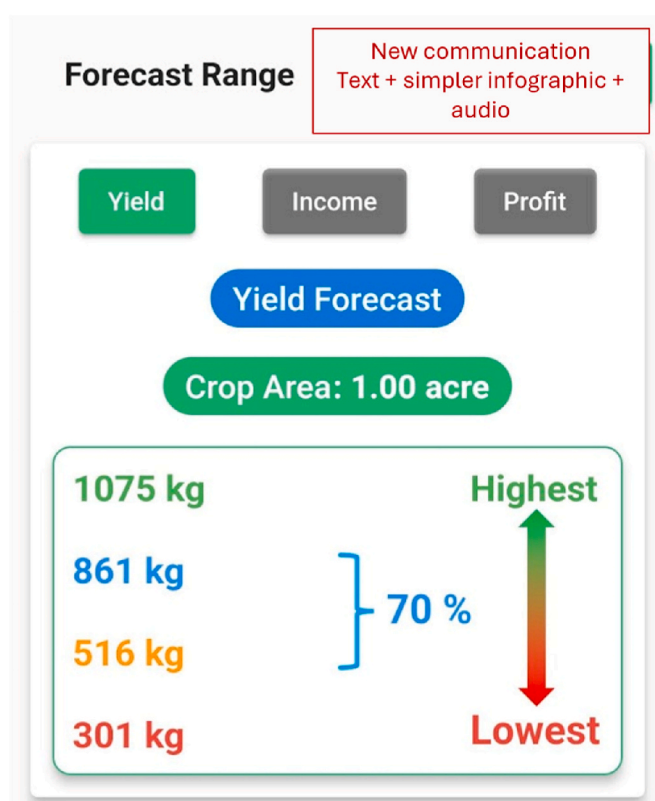 Forecast Range
New communication
Text + simpler infographic +
audio
Yield
Income
Profit
Yield Forecast
Crop Area: 1.00 acre
1075 kg
Highest
861 kg
70 %
516 kg
301 kg
Lowest